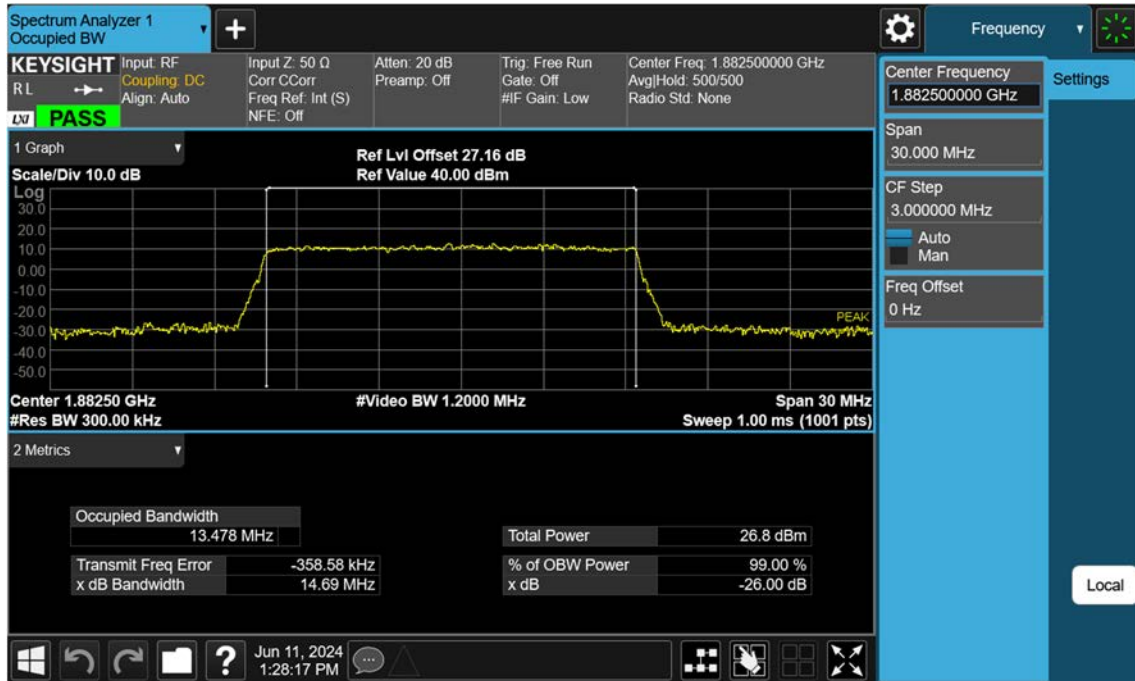 Spectrum Analyzer 1
Occupied BW
+
Frequency
KEYSIGHT
RL
LXI
PASS
Input: RF
Coupling: DC
Align: Auto
Input Z: 50 Ω
Corr CCorr
Freq Ref: Int (S)
NFE: Off
Atten: 20 dB
Preamp: Off
Trig: Free Run
Gate: Off
#IF Gain: Low
Center Freq: 1.882500000 GHz
Avg|Hold: 500/500
Radio Std: None
Center Frequency
1.882500000 GHz
Settings
Span
30.000 MHz
CF Step
3.000000 MHz
Auto
Man
Freq Offset
0 Hz
1 Graph
Scale/Div 10.0 dB
Ref Lvl Offset 27.16 dB
Ref Value 40.00 dBm
Log
30.0
20.0
10.0
0.00
-10.0
-20.0
-30.0
-40.0
-50.0
PEAK
Center 1.88250 GHz
#Video BW 1.2000 MHz
Span 30 MHz
#Res BW 300.00 kHz
Sweep 1.00 ms (1001 pts)
2 Metrics
Occupied Bandwidth
13.478 MHz
Total Power 26.8 dBm
Transmit Freq Error -358.58 kHz
% of OBW Power 99.00 %
x dB Bandwidth 14.69 MHz
x dB -26.00 dB
Local
?
Jun 11, 2024
1:28:17 PM